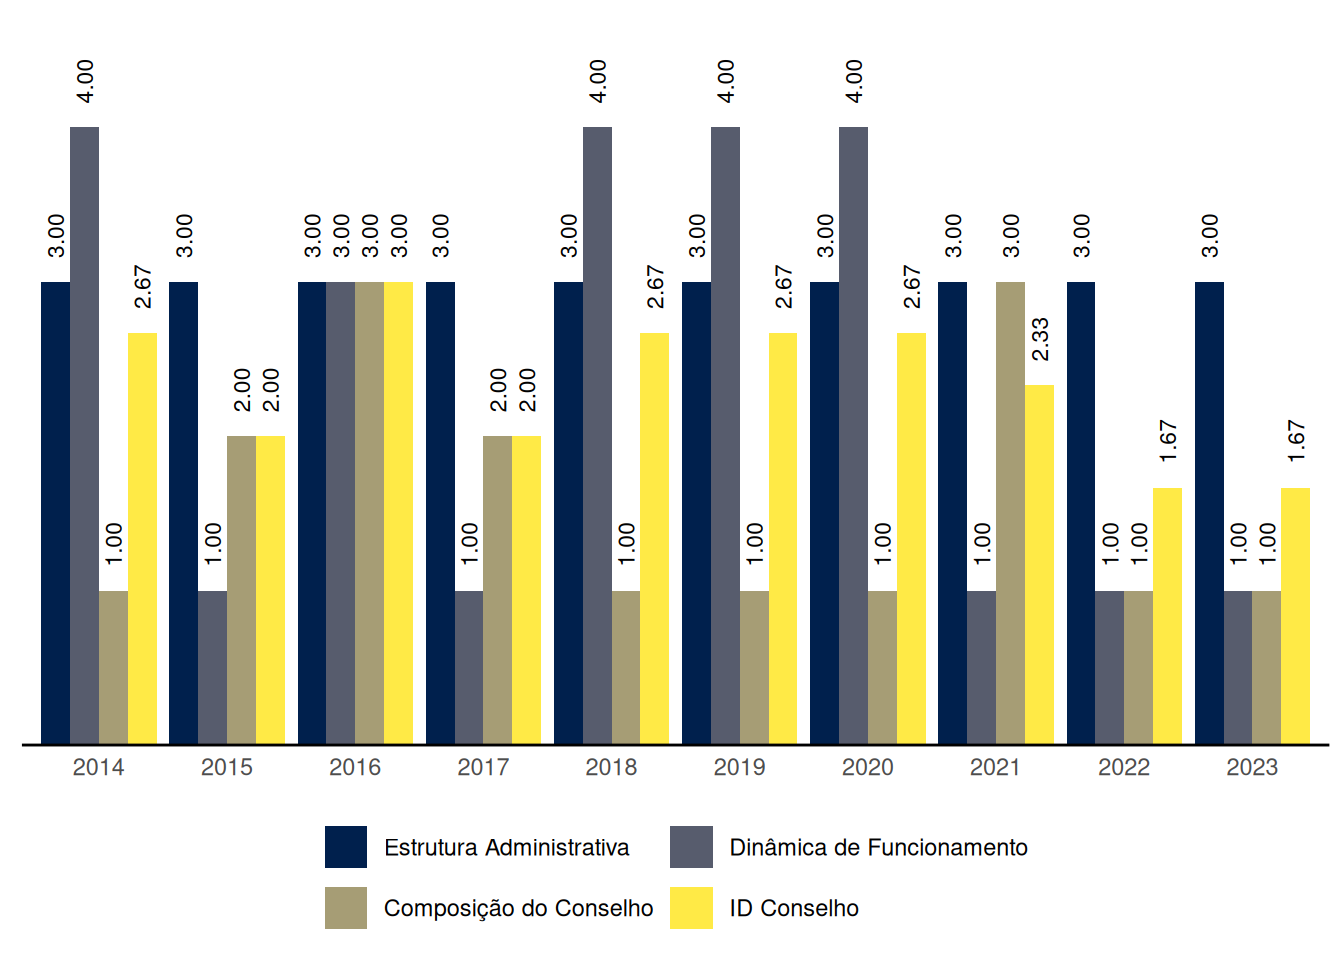 4.00 4.00 4.00 4.00
3.00 3.00 3.00 3.00 3.00 3.00 3.00 3.00 3.00 3.00 3.00 3.00 3.00 3.00
2.67 2.67 2.67 2.67
2.33
2.00 2.00 2.00 2.00
1.67 1.67
1.00 1.00 1.00 1.00 1.00 1.00 1.00 1.00 1.00 1.00 1.00
2014 2015 2016 2017 2018 2019 2020 2021 2022 2023
Estrutura Administrativa Dinâmica de Funcionamento
Composição do Conselho ID Conselho